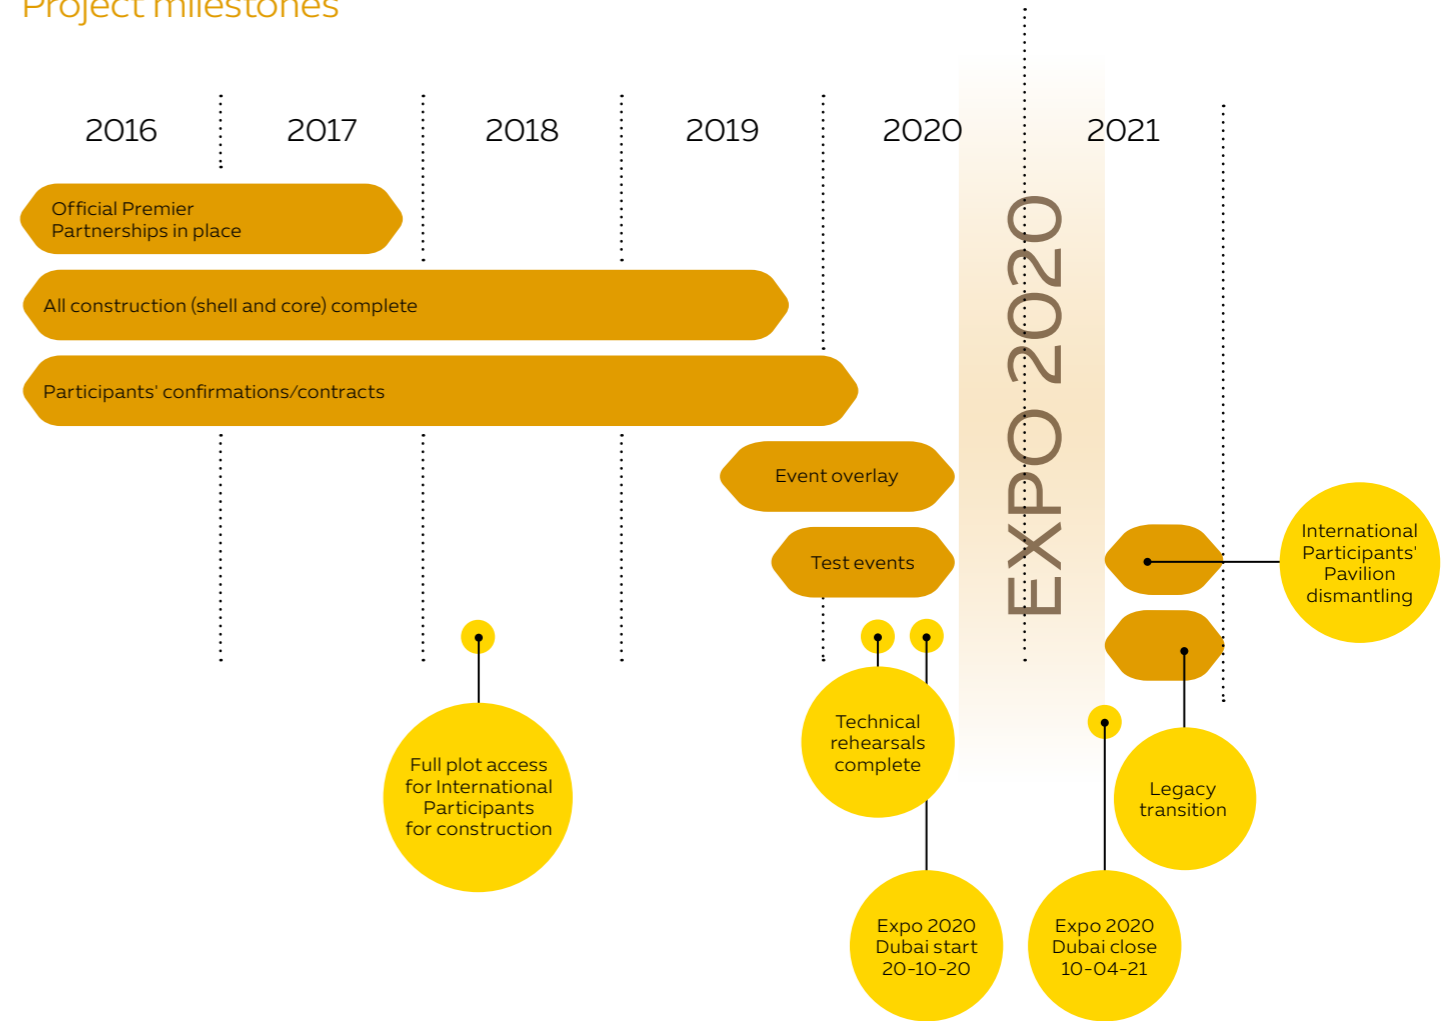 Project milestones
2016
2017
2018
2019
2020
2021
Official Premier
Partnerships in place
All construction (shell and core) complete
Participants' confirmations/contracts
Event overlay
Test events
EXPO 2020
International
Participants'
Pavilion
dismantling
Full plot access
for International
Participants
for construction
Technical
rehearsals
complete
Legacy
transition
Expo 2020
Dubai start
20-10-20
Expo 2020
Dubai close
10-04-21